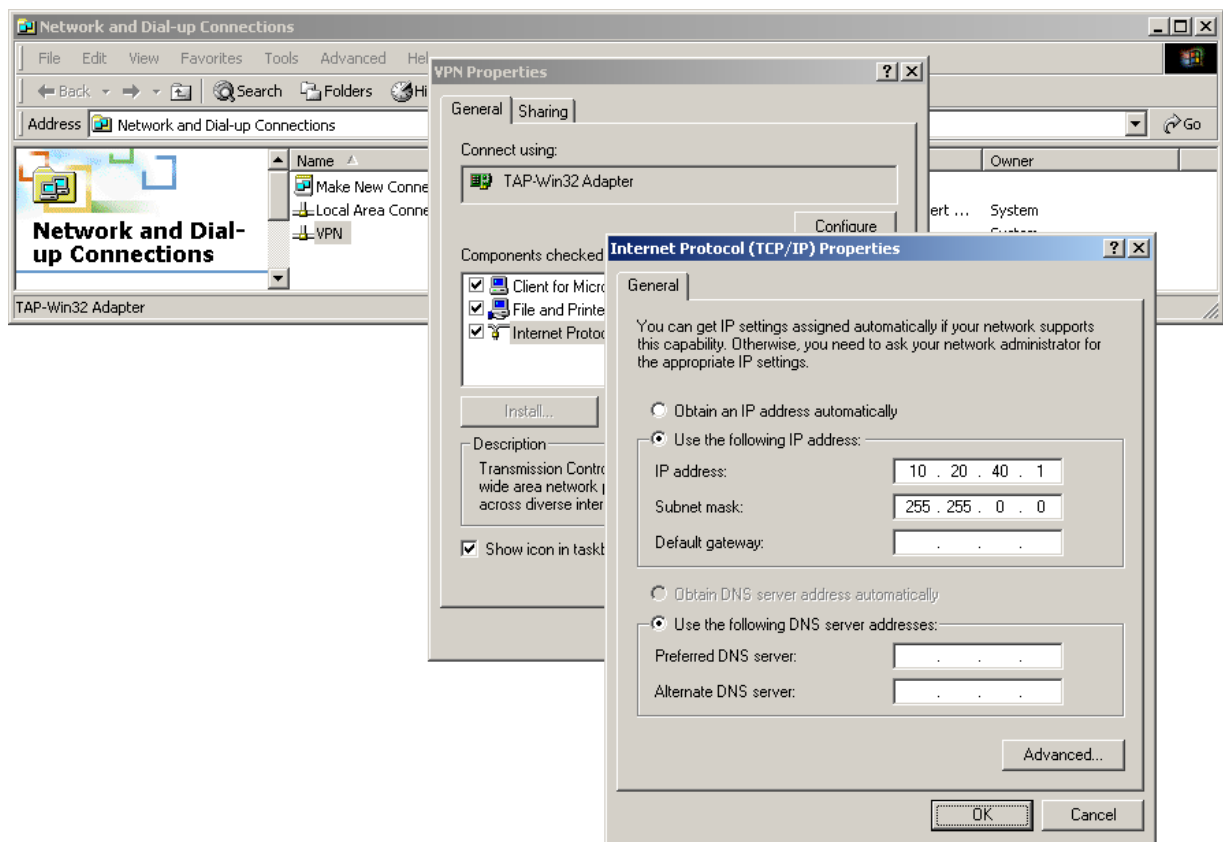 Network and Dial-up Connections
File Edit View Favorites Tools Advanced
Back Search Folders
Address Network and Dial-up Connections Go
Name Owner
Make New Conne
Local Area Conne
ert ... System
VPN
Network and Dial-
up Connections
TAP-Win32 Adapter
VPN Properties
General Sharing
Connect using:
TAP-Win32 Adapter
Configure
Components checked
Client for Micro
File and Printe
Internet Protoc
Install...
Description
Transmission Contro
wide area network
across diverse inter
Show icon in taskb
Internet Protocol (TCP/IP) Properties
General
You can get IP settings assigned automatically if your network supports
this capability. Otherwise, you need to ask your network administrator for
the appropriate IP settings.
Obtain an IP address automatically
Use the following IP address:
IP address: 10 . 20 . 40 . 1
Subnet mask: 255 . 255 . 0 . 0
Default gateway: . . .
Obtain DNS server address automatically
Use the following DNS server addresses:
Preferred DNS server: . . .
Alternate DNS server: . . .
Advanced...
OK Cancel